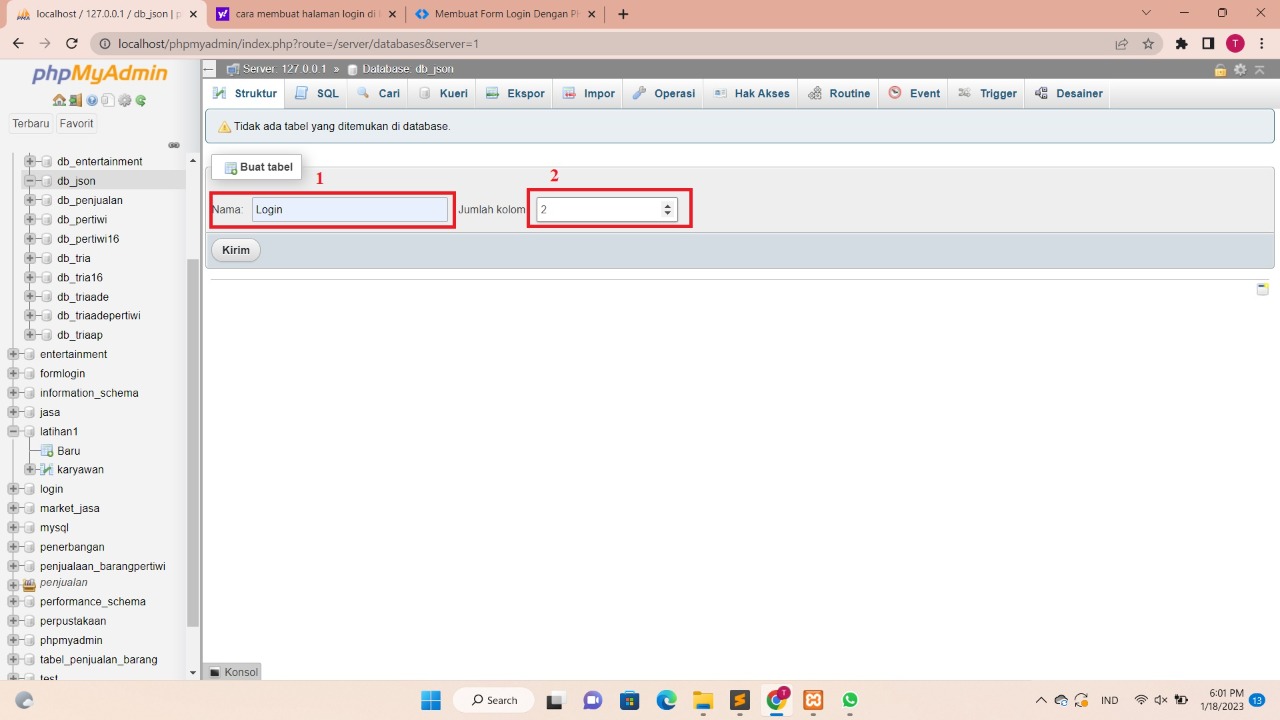 localhost / 127.0.0.1 / db_json | p
cara membuat halaman login di
Membuat Form Login Dengan PH
localhost/phpmyadmin/index.php?route=/server/databases&server=1
T
phpMyAdmin
Terbaru
Favorit
db_entertainment
db_json
db_penjualan
db_pertiwi
db_pertiwi16
db_tria
db_tria16
db_triaade
db_triaadepertiwi
db_triaap
entertainment
formlogin
information_schema
jasa
latihan1
Baru
karyawan
login
market_jasa
mysql
penerbangan
penjualaan_barangpertiwi
penjualan
performance_schema
perpustakaan
phpmyadmin
tabel_penjualan_barang
test
Server: 127.0.0.1 » Database: db_json
Struktur SQL Cari Kueri Ekspor Impor Operasi Hak Akses Routine Event Trigger Desainer
Tidak ada tabel yang ditemukan di database.
Buat tabel
1
2
Nama: Login Jumlah kolom 2
Kirim
Konsol
Search
T
IND
6:01 PM
1/18/2023
13